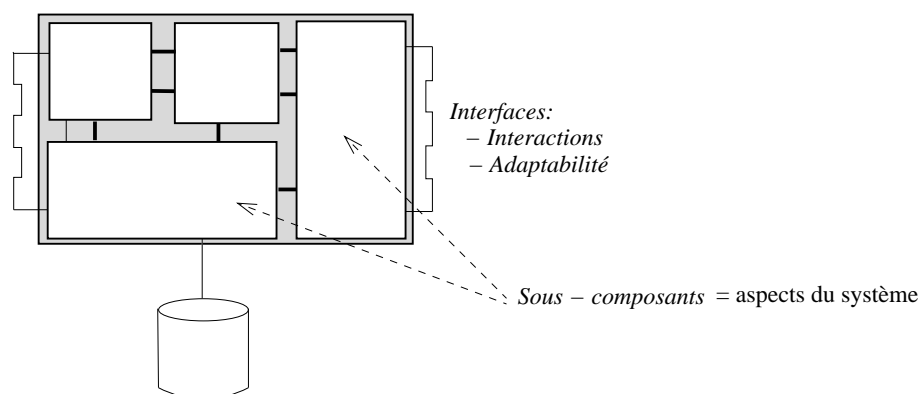 Interfaces:
– Interactions
– Adaptabilité
Sous – composants = aspects du système